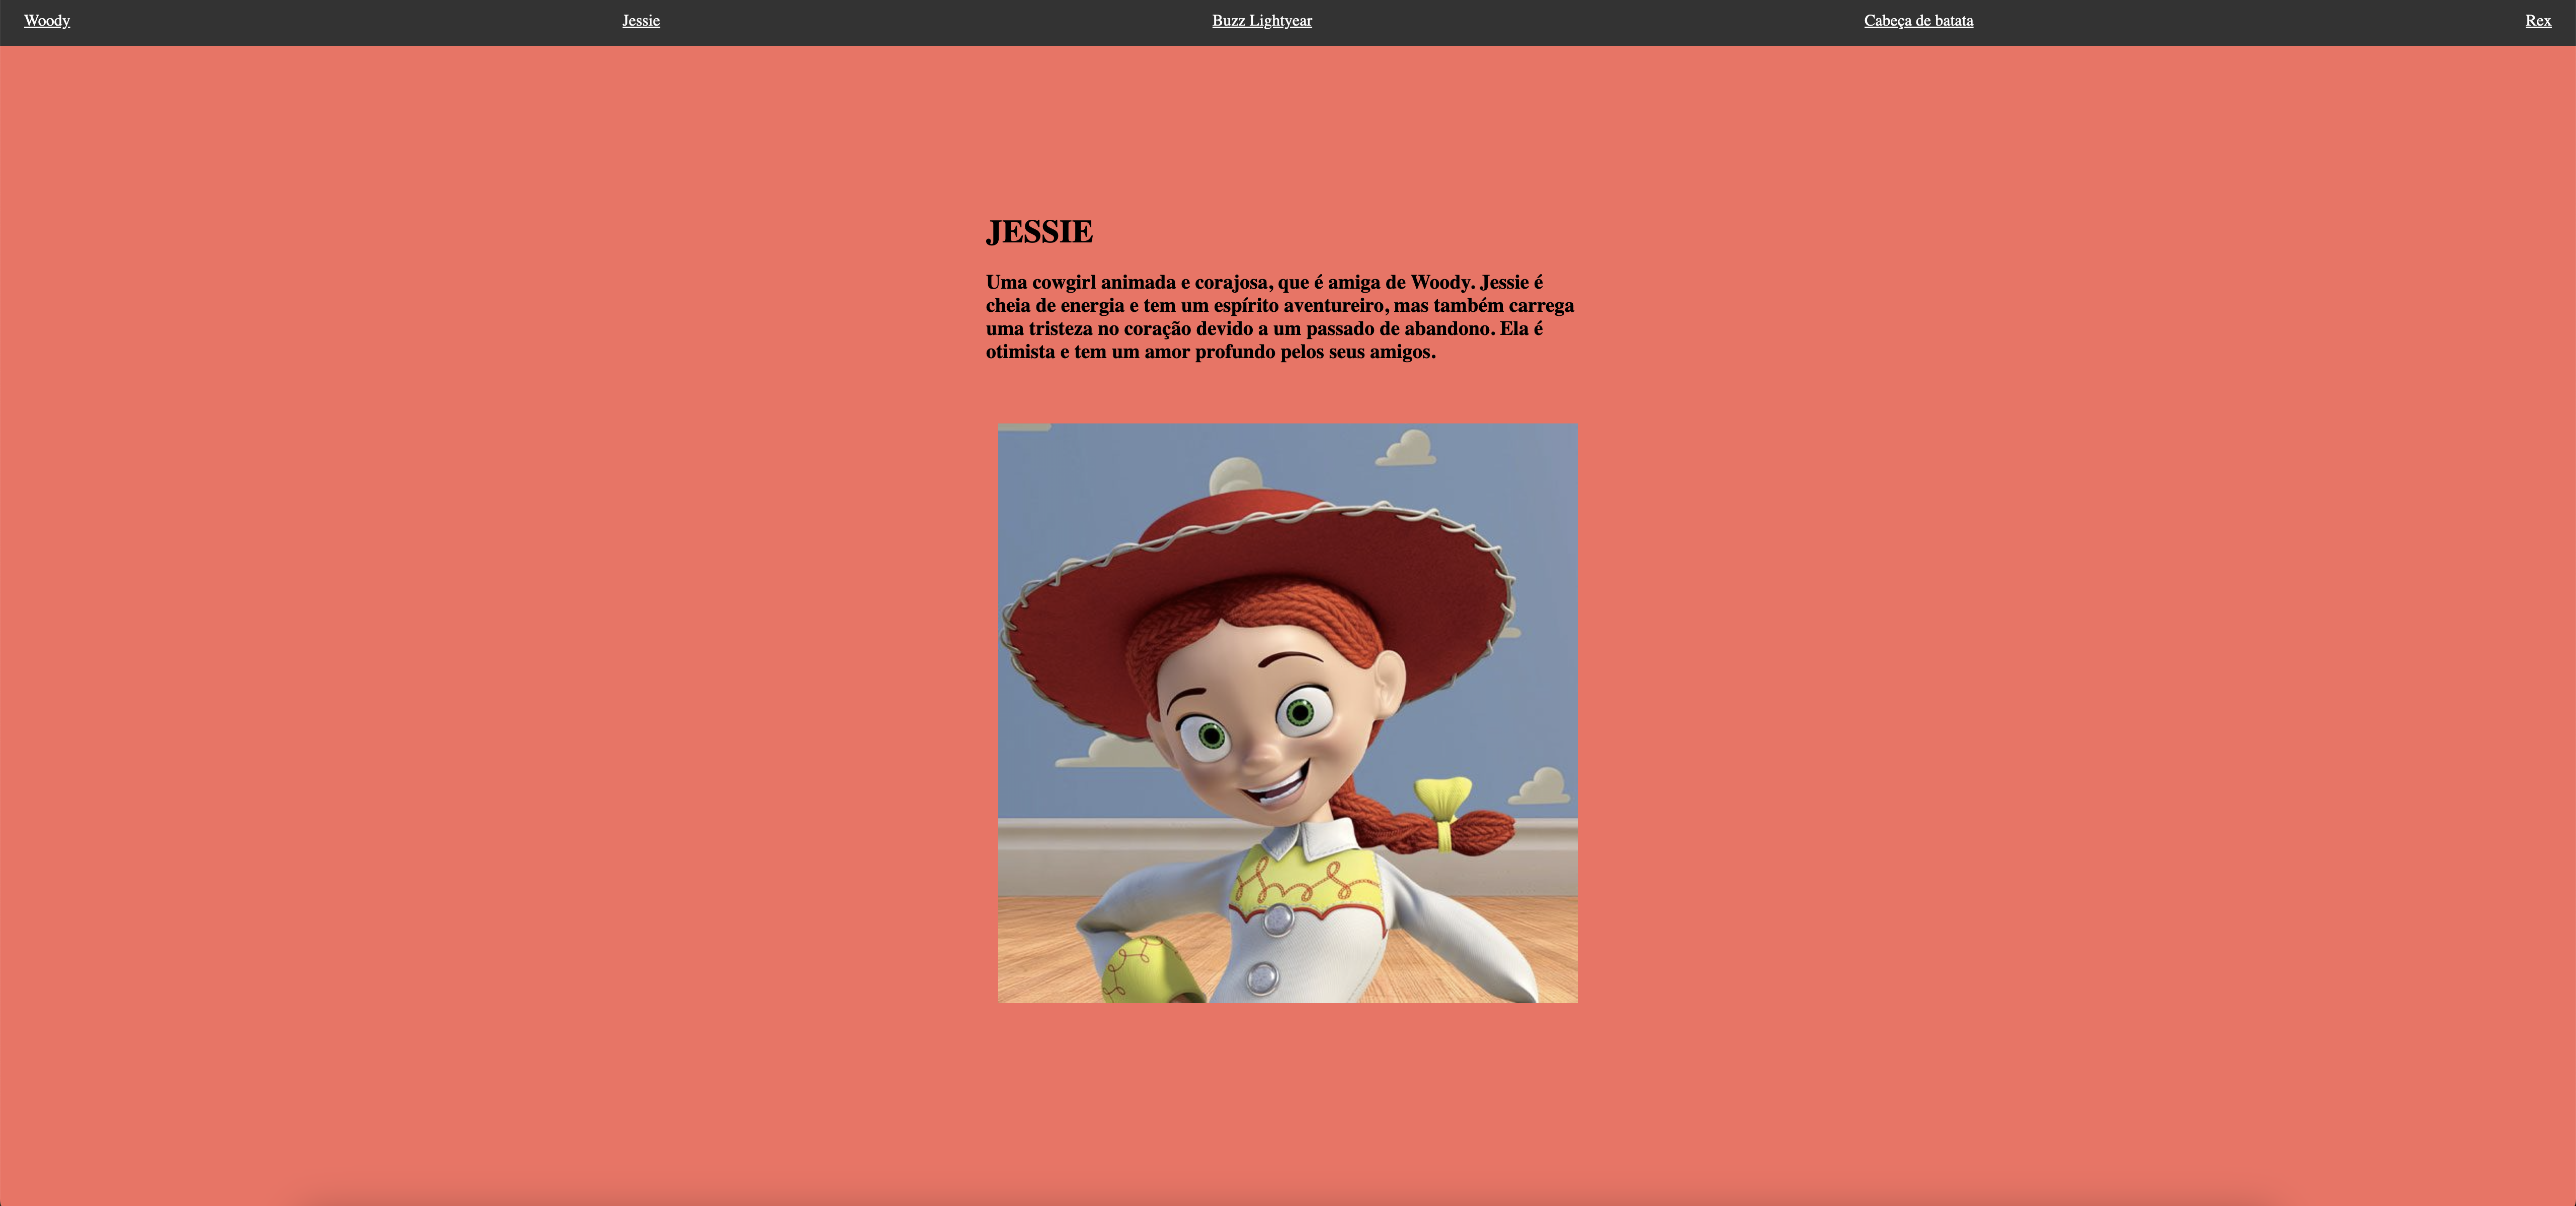 Woody Jessie Buzz Lightyear Cabeça de batata Rex
JESSIE
Uma cowgirl animada e corajosa, que é amiga de Woody. Jessie é
cheia de energia e tem um espírito aventureiro, mas também carrega
uma tristeza no coração devido a um passado de abandono. Ela é
otimista e tem um amor profundo pelos seus amigos.